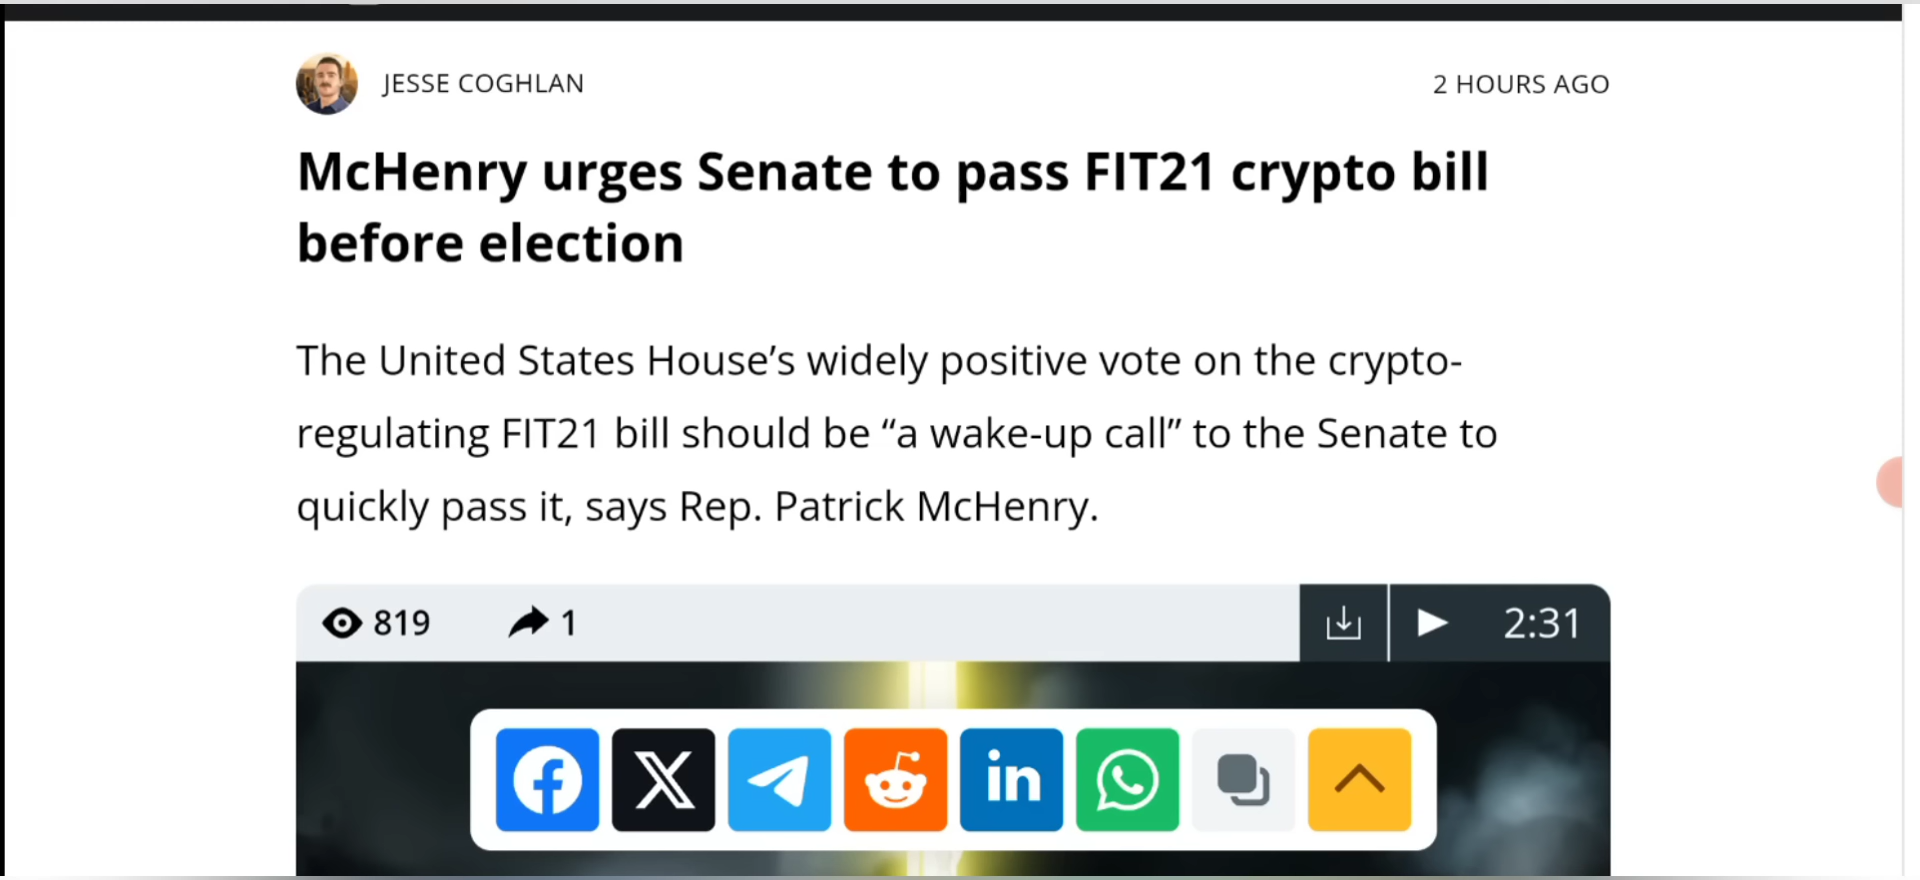 JESSE COGHLAN
2 HOURS AGO
McHenry urges Senate to pass FIT21 crypto bill
before election
The United States House’s widely positive vote on the crypto-
regulating FIT21 bill should be “a wake-up call” to the Senate to
quickly pass it, says Rep. Patrick McHenry.
819
1
2:31
in